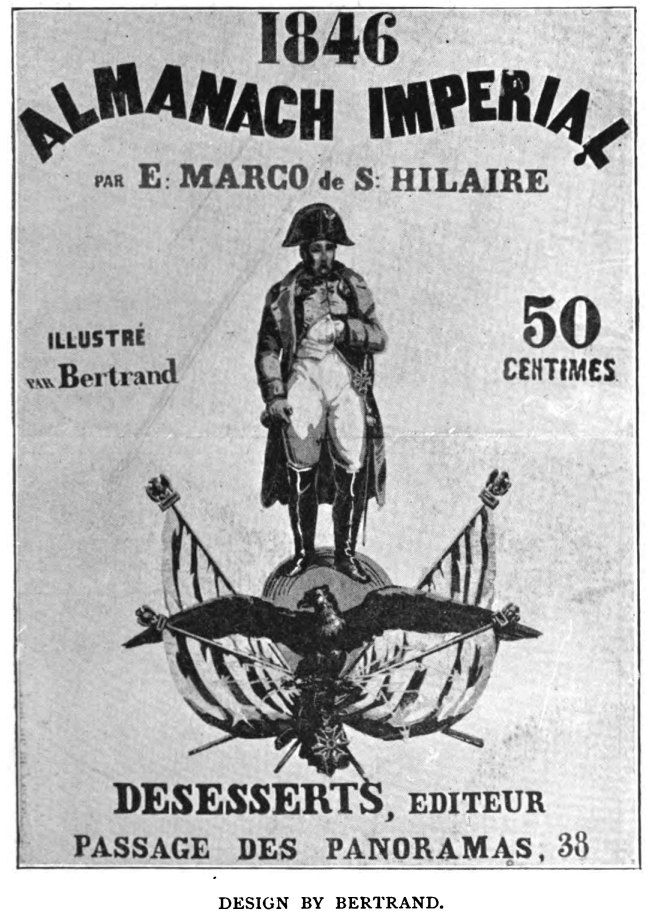 1846
ALMANACH IMPERIAL
PAR E: MARCO de S: HILAIRE
ILLUSTRÉ
PAR Bertrand
50
CENTIMES.
DESESSERTS, EDITEUR
PASSAGE DES PANORAMAS, 38
DESIGN BY BERTRAND.